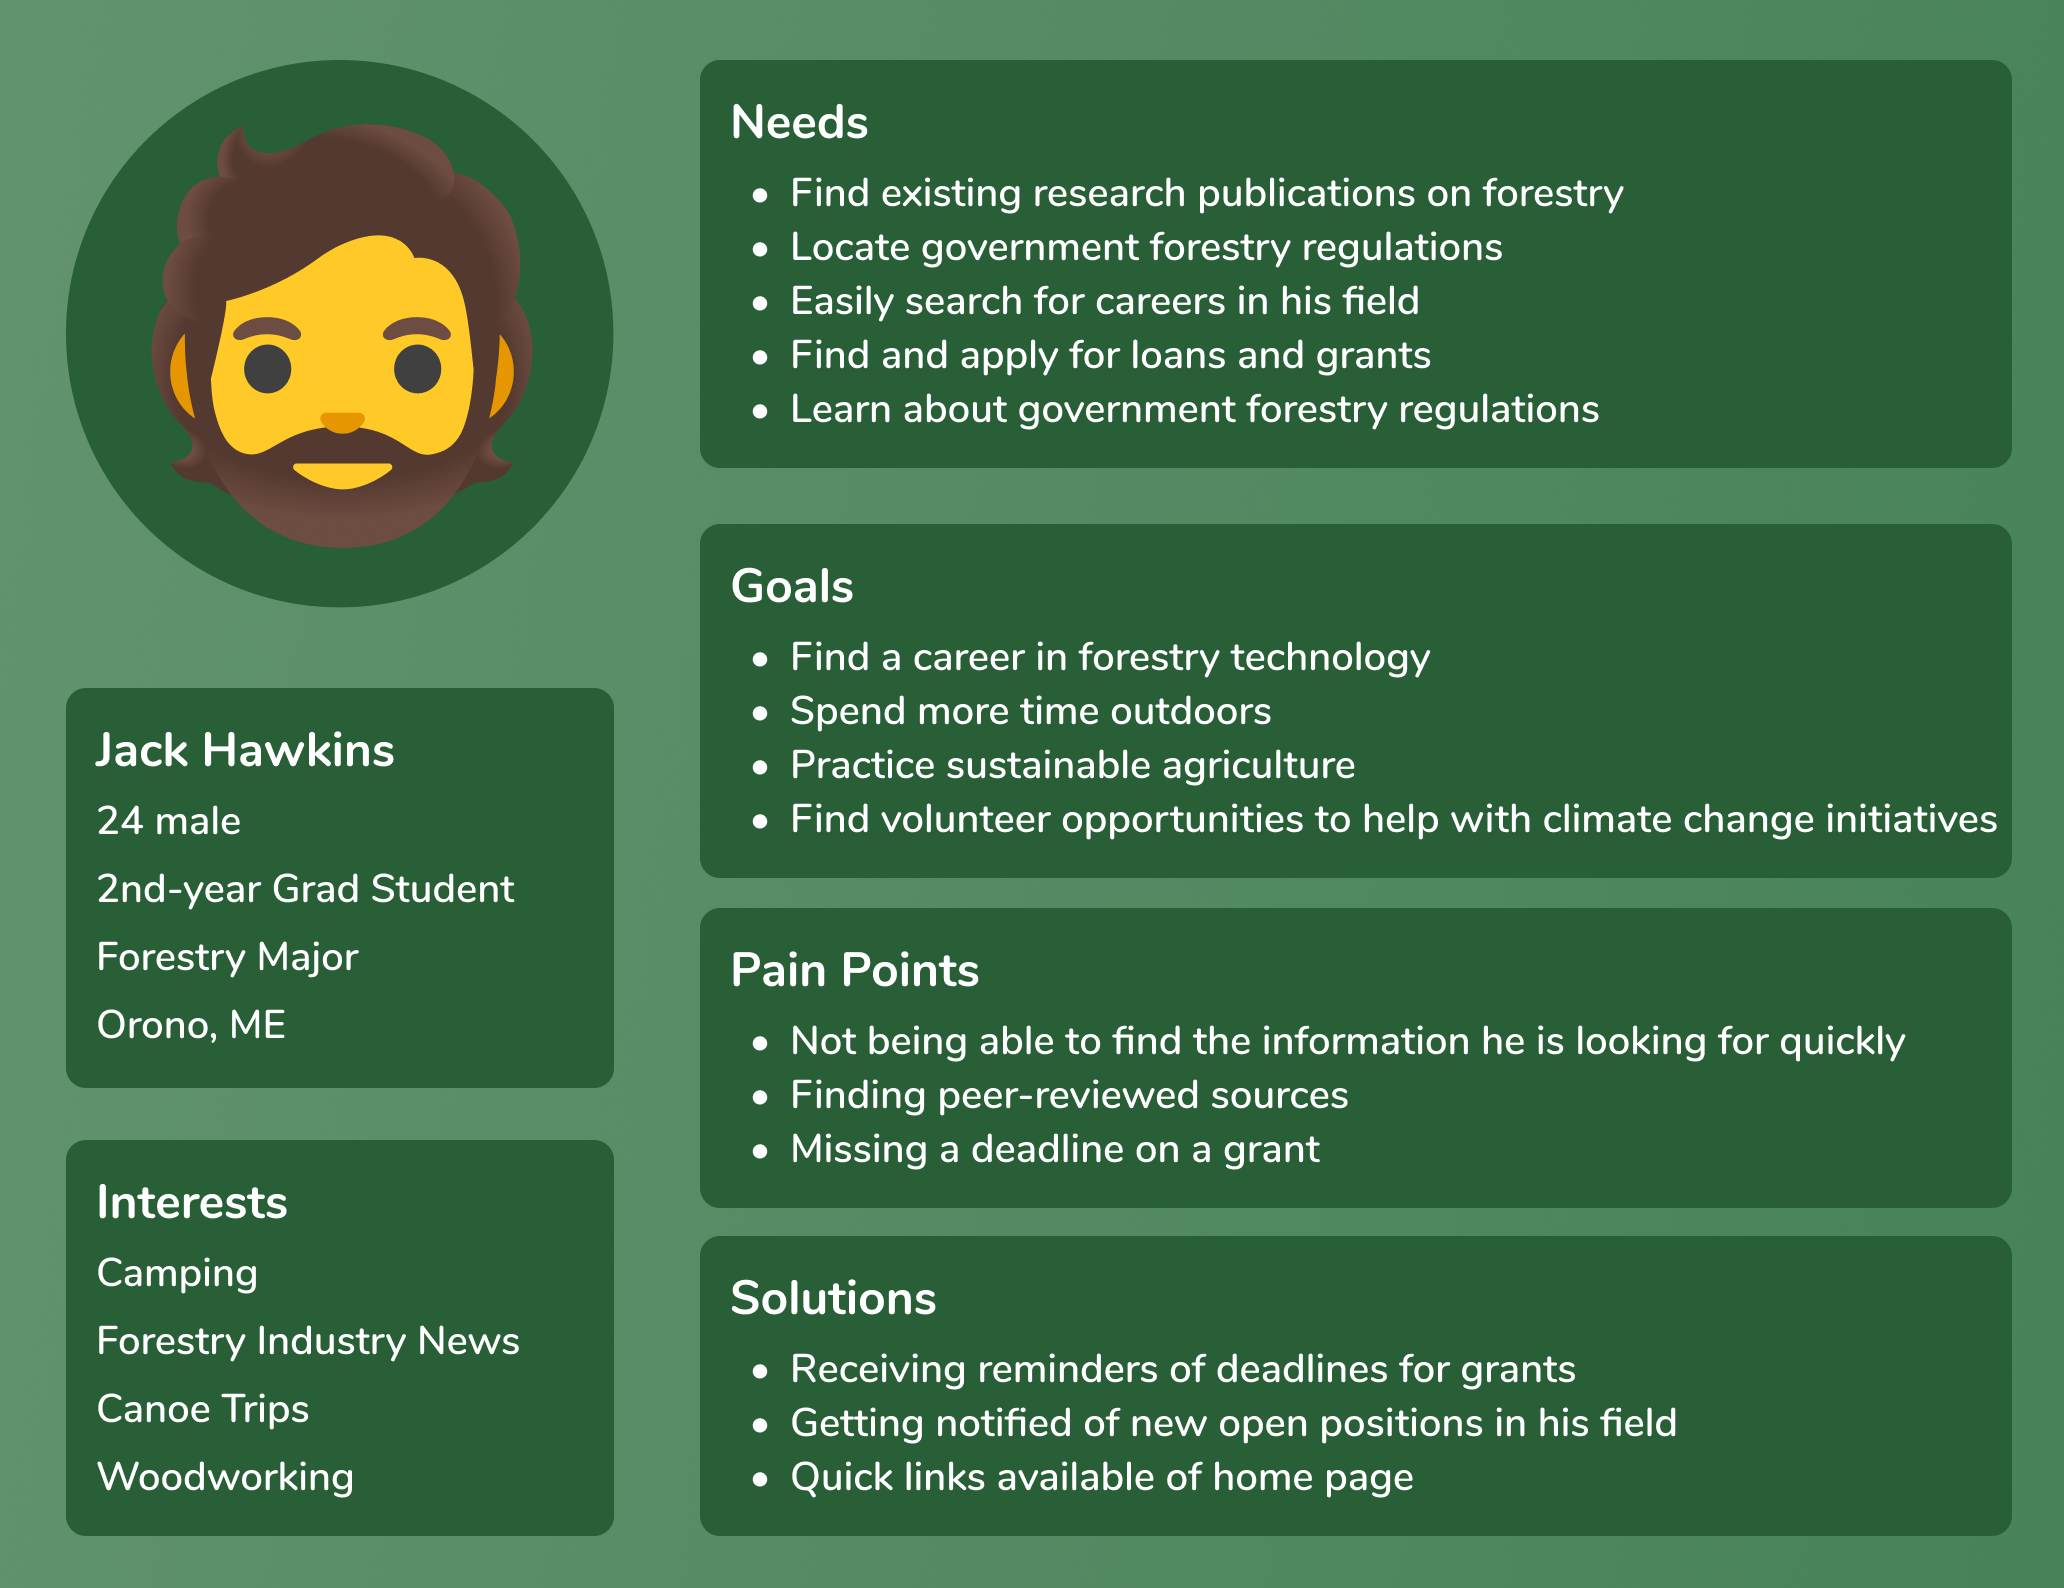 Jack Hawkins
24 male
2nd-year Grad Student
Forestry Major
Orono, ME
Interests
Camping
Forestry Industry News
Canoe Trips
Woodworking
Needs
• Find existing research publications on forestry
• Locate government forestry regulations
• Easily search for careers in his field
• Find and apply for loans and grants
• Learn about government forestry regulations
Goals
• Find a career in forestry technology
• Spend more time outdoors
• Practice sustainable agriculture
• Find volunteer opportunities to help with climate change initiatives
Pain Points
• Not being able to find the information he is looking for quickly
• Finding peer-reviewed sources
• Missing a deadline on a grant
Solutions
• Receiving reminders of deadlines for grants
• Getting notified of new open positions in his field
• Quick links available of home page